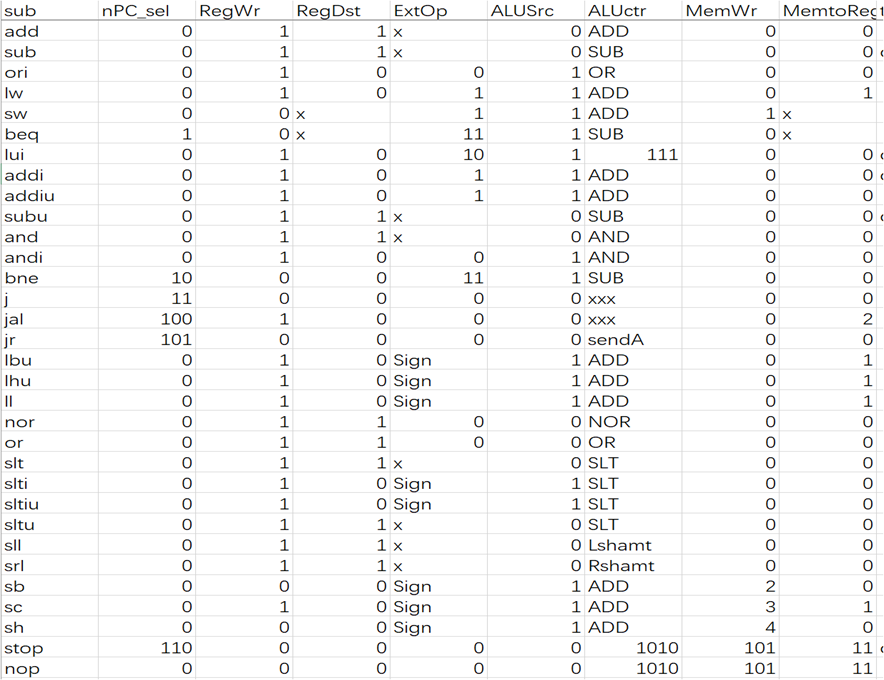 sub nPC_sel RegWr RegDst ExtOp ALUSrc ALUctr MemWr MemtoReg
add 0 1 1 x 0 ADD 0 0
sub 0 1 1 x 0 SUB 0 0
ori 0 1 0 0 1 OR 0 0
lw 0 1 0 1 1 ADD 0 1
sw 0 0 x 1 1 ADD 1 x
beq 1 0 x 11 1 SUB 0 x
lui 0 1 0 10 1 111 0 0
addi 0 1 0 1 1 ADD 0 0
addiu 0 1 0 1 1 ADD 0 0
subu 0 1 1 x 0 SUB 0 0
and 0 1 1 x 0 AND 0 0
andi 0 1 0 0 1 AND 0 0
bne 10 0 0 11 1 SUB 0 0
j 11 0 0 0 0 xxx 0 0
jal 100 1 0 0 0 xxx 0 2
jr 101 0 0 0 0 sendA 0 0
lbu 0 1 0 Sign 1 ADD 0 1
lhu 0 1 0 Sign 1 ADD 0 1
ll 0 1 0 Sign 1 ADD 0 1
nor 0 1 1 0 0 NOR 0 0
or 0 1 1 0 0 OR 0 0
slt 0 1 1 x 0 SLT 0 0
slti 0 1 0 Sign 1 SLT 0 0
sltiu 0 1 0 Sign 1 SLT 0 0
sltu 0 1 1 x 0 SLT 0 0
sll 0 1 1 x 0 Lshamt 0 0
srl 0 1 1 x 0 Rshamt 0 0
sb 0 0 0 Sign 1 ADD 2 0
sc 0 1 0 Sign 1 ADD 3 1
sh 0 0 0 Sign 1 ADD 4 0
stop 110 0 0 0 0 1010 101 11
nop 0 0 0 0 0 1010 101 11